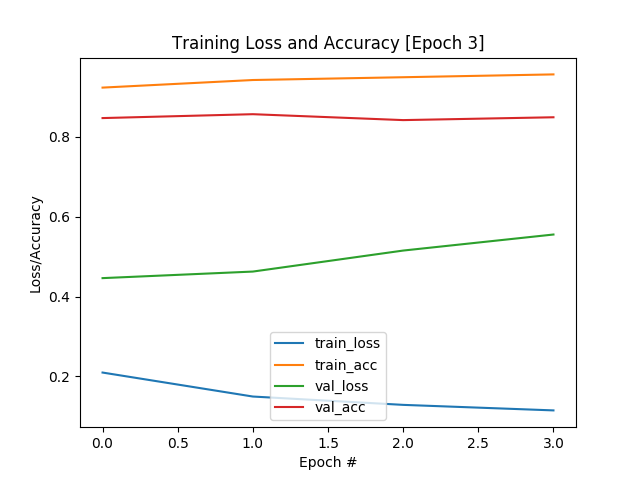 Training Loss and Accuracy [Epoch 3]
Loss/Accuracy
0.8
0.6
0.4
0.2
train_loss
train_acc
val_loss
val_acc
0.0 0.5 1.0 1.5 2.0 2.5 3.0
Epoch #